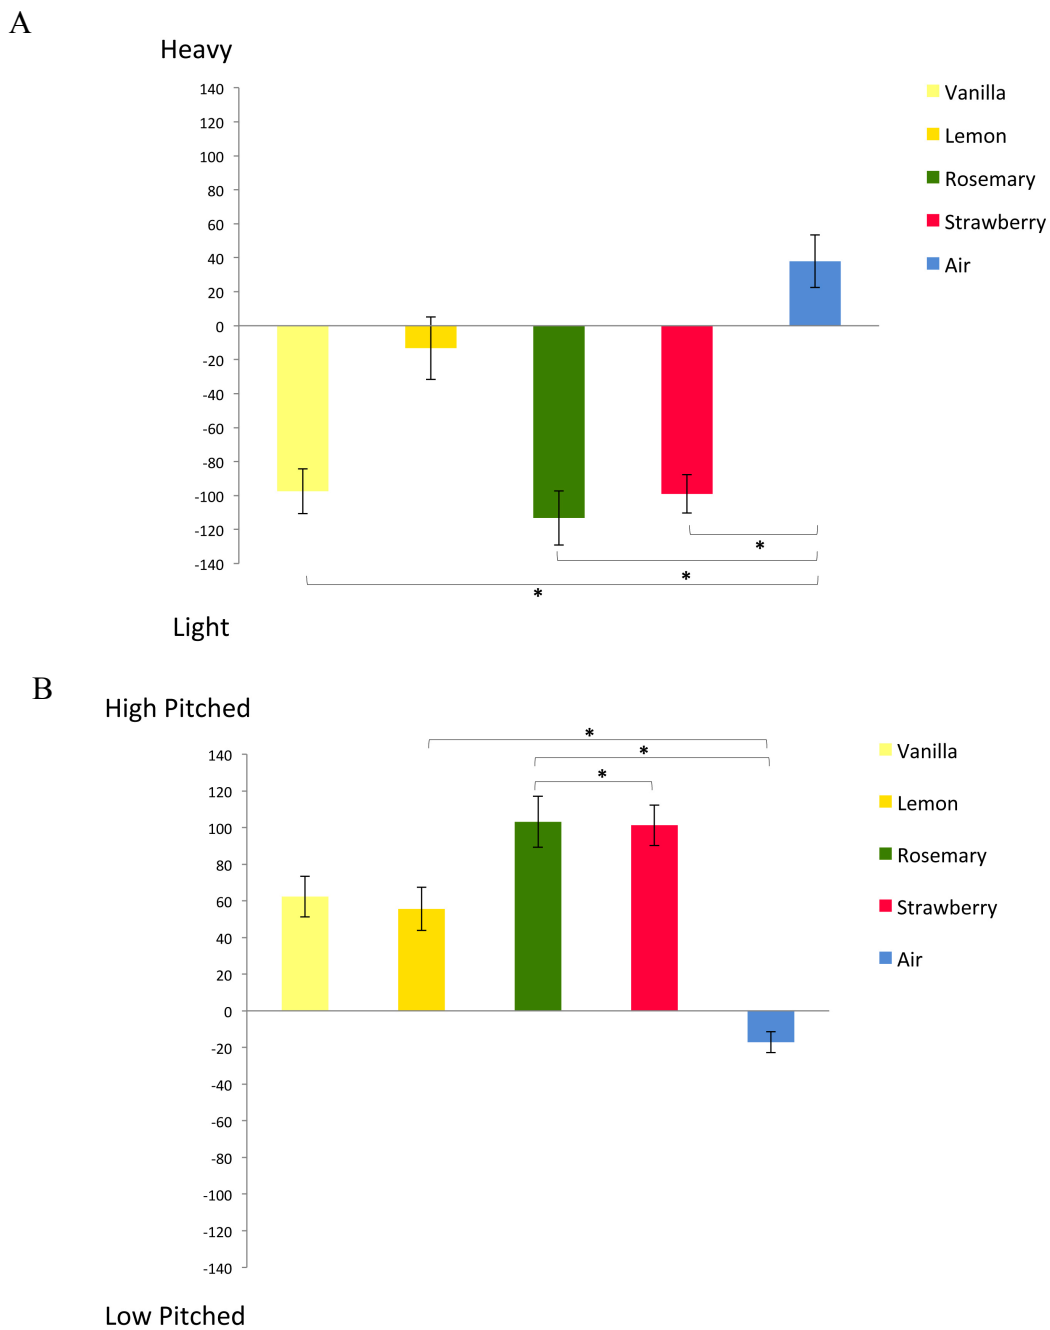 A
Heavy
140
120
100
80
60
40
20
0
-20
-40
-60
-80
-100
-120
-140
Vanilla
Lemon
Rosemary
Strawberry
Air
*
*
*
Light
B
High Pitched
140
120
100
80
60
40
20
0
-20
-40
-60
-80
-100
-120
-140
*
*
*
Vanilla
Lemon
Rosemary
Strawberry
Air
Low Pitched